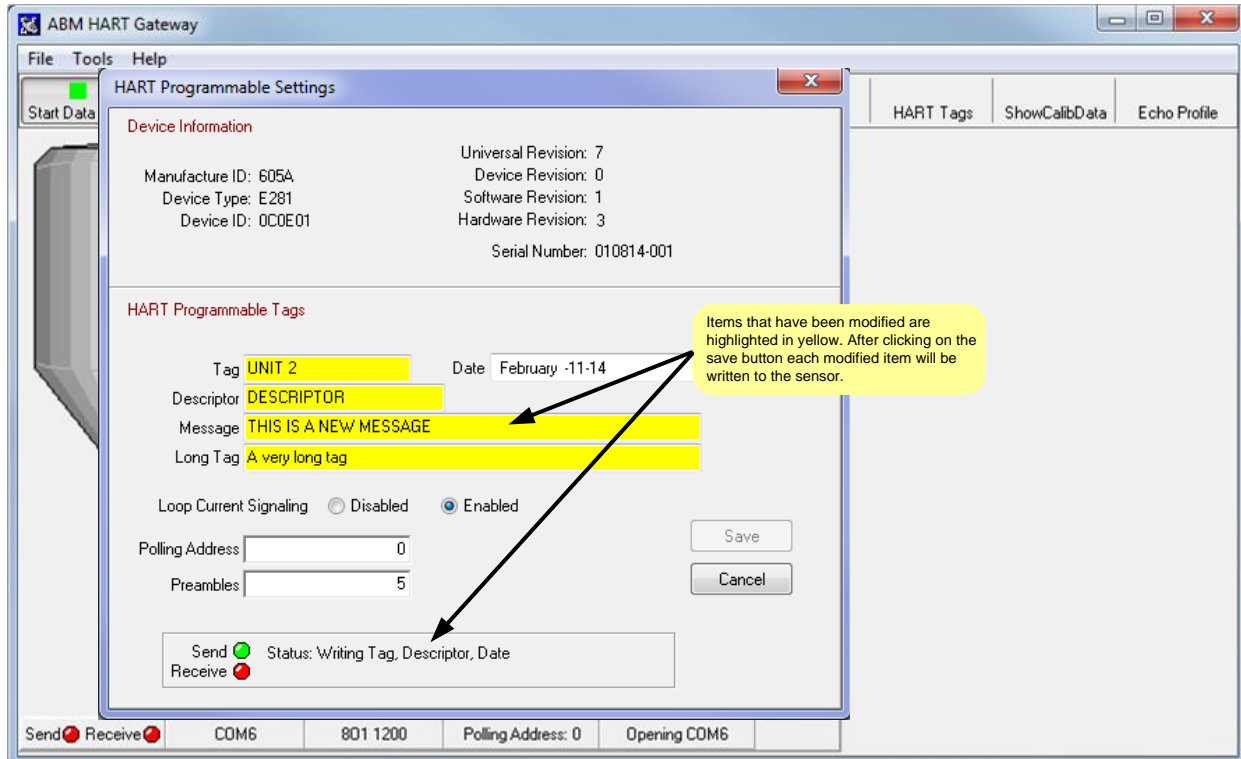 ABM HART Gateway
File Tools Help
Start Data
HART Tags
ShowCalibData
Echo Profile
HART Programmable Settings
Device Information
Manufacture ID: 605A
Device Type: E281
Device ID: 0C0E01
Universal Revision: 7
Device Revision: 0
Software Revision: 1
Hardware Revision: 3
Serial Number: 010814-001
HART Programmable Tags
Items that have been modified are
highlighted in yellow. After clicking on the
save button each modified item will be
written to the sensor.
Tag UNIT 2
Date February -11-14
Descriptor DESCRIPTOR
Message THIS IS A NEW MESSAGE
Long Tag A very long tag
Loop Current Signaling Disabled Enabled
Polling Address 0
Preambles 5
Save
Cancel
Send Status: Writing Tag, Descriptor, Date
Receive
Send Receive COM6 8O1 1200 Polling Address: 0 Opening COM6